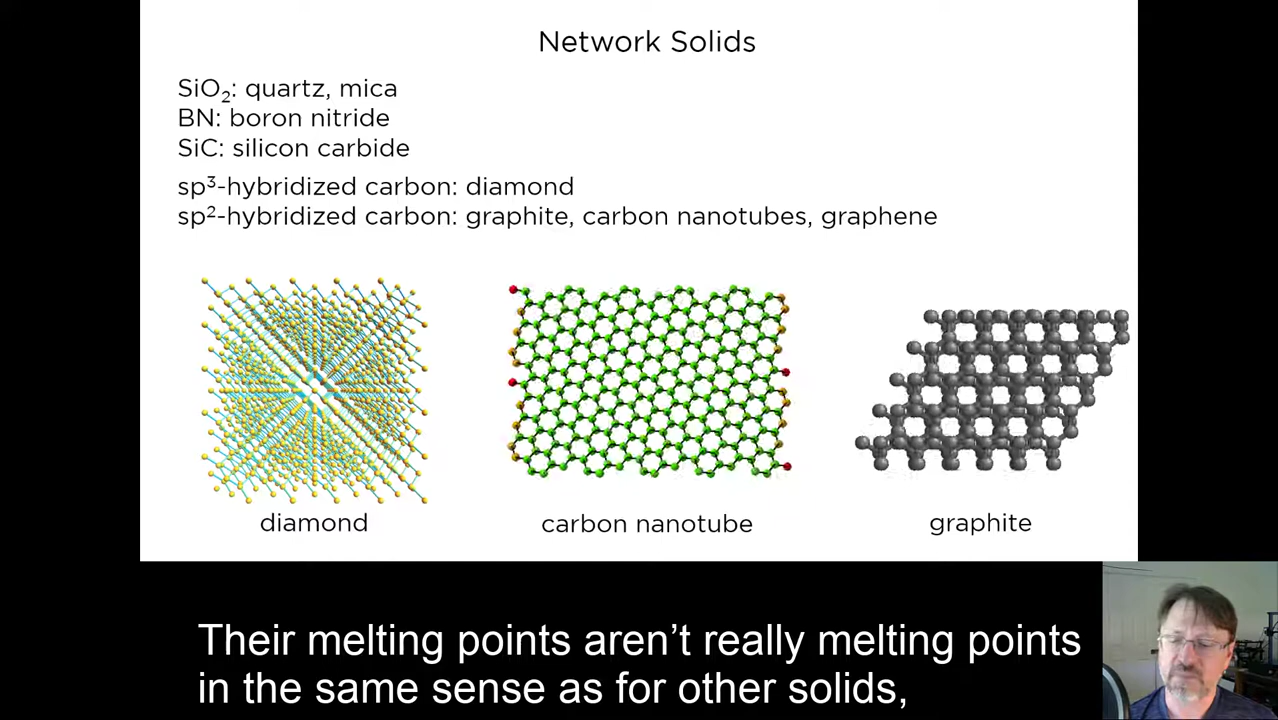 Network Solids
SiO₂: quartz, mica
BN: boron nitride
SiC: silicon carbide
sp³-hybridized carbon: diamond
sp²-hybridized carbon: graphite, carbon nanotubes, graphene
diamond
carbon nanotube
graphite
Their melting points aren’t really melting points
in the same sense as for other solids,